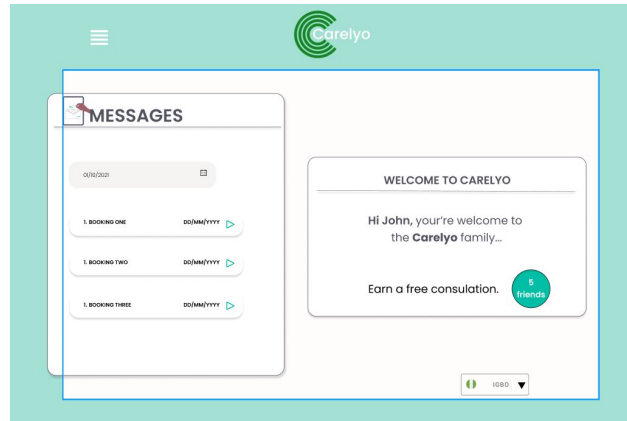 Carelyo
MESSAGES
01/10/2021
1. BOOKING ONE DD/MM/YYYY
1. BOOKING TWO DD/MM/YYYY
1. BOOKING THREE DD/MM/YYYY
WELCOME TO CARELYO
Hi John, your're welcome to
the Carelyo family...
Earn a free consulation.
5
friends
IGBO